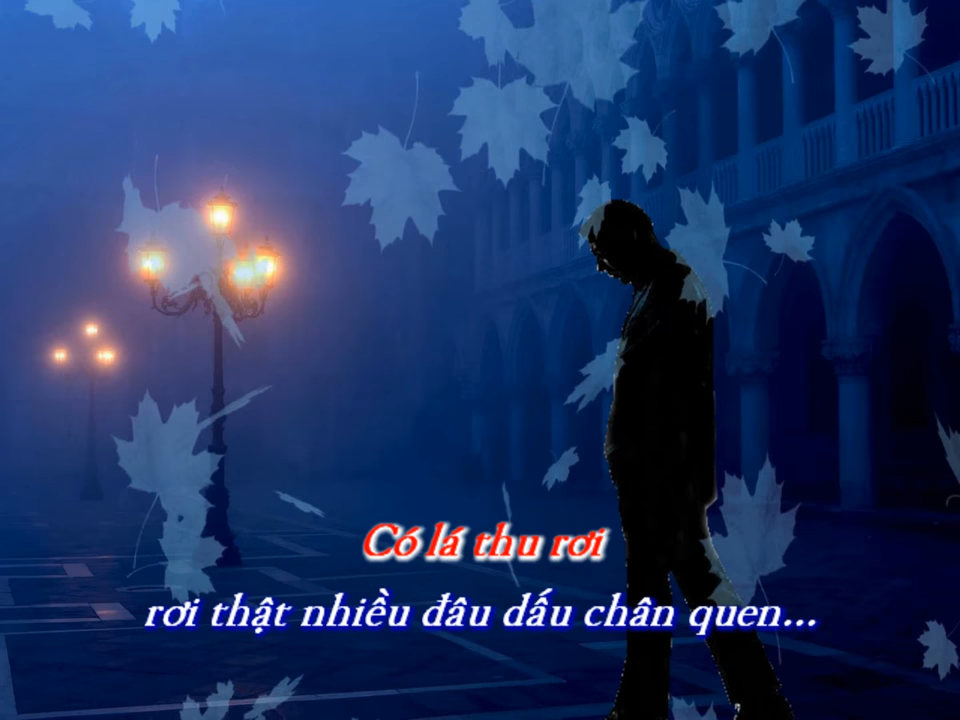 Có lá thu rơi
rơi thật nhiều đâu dấu chân quen...